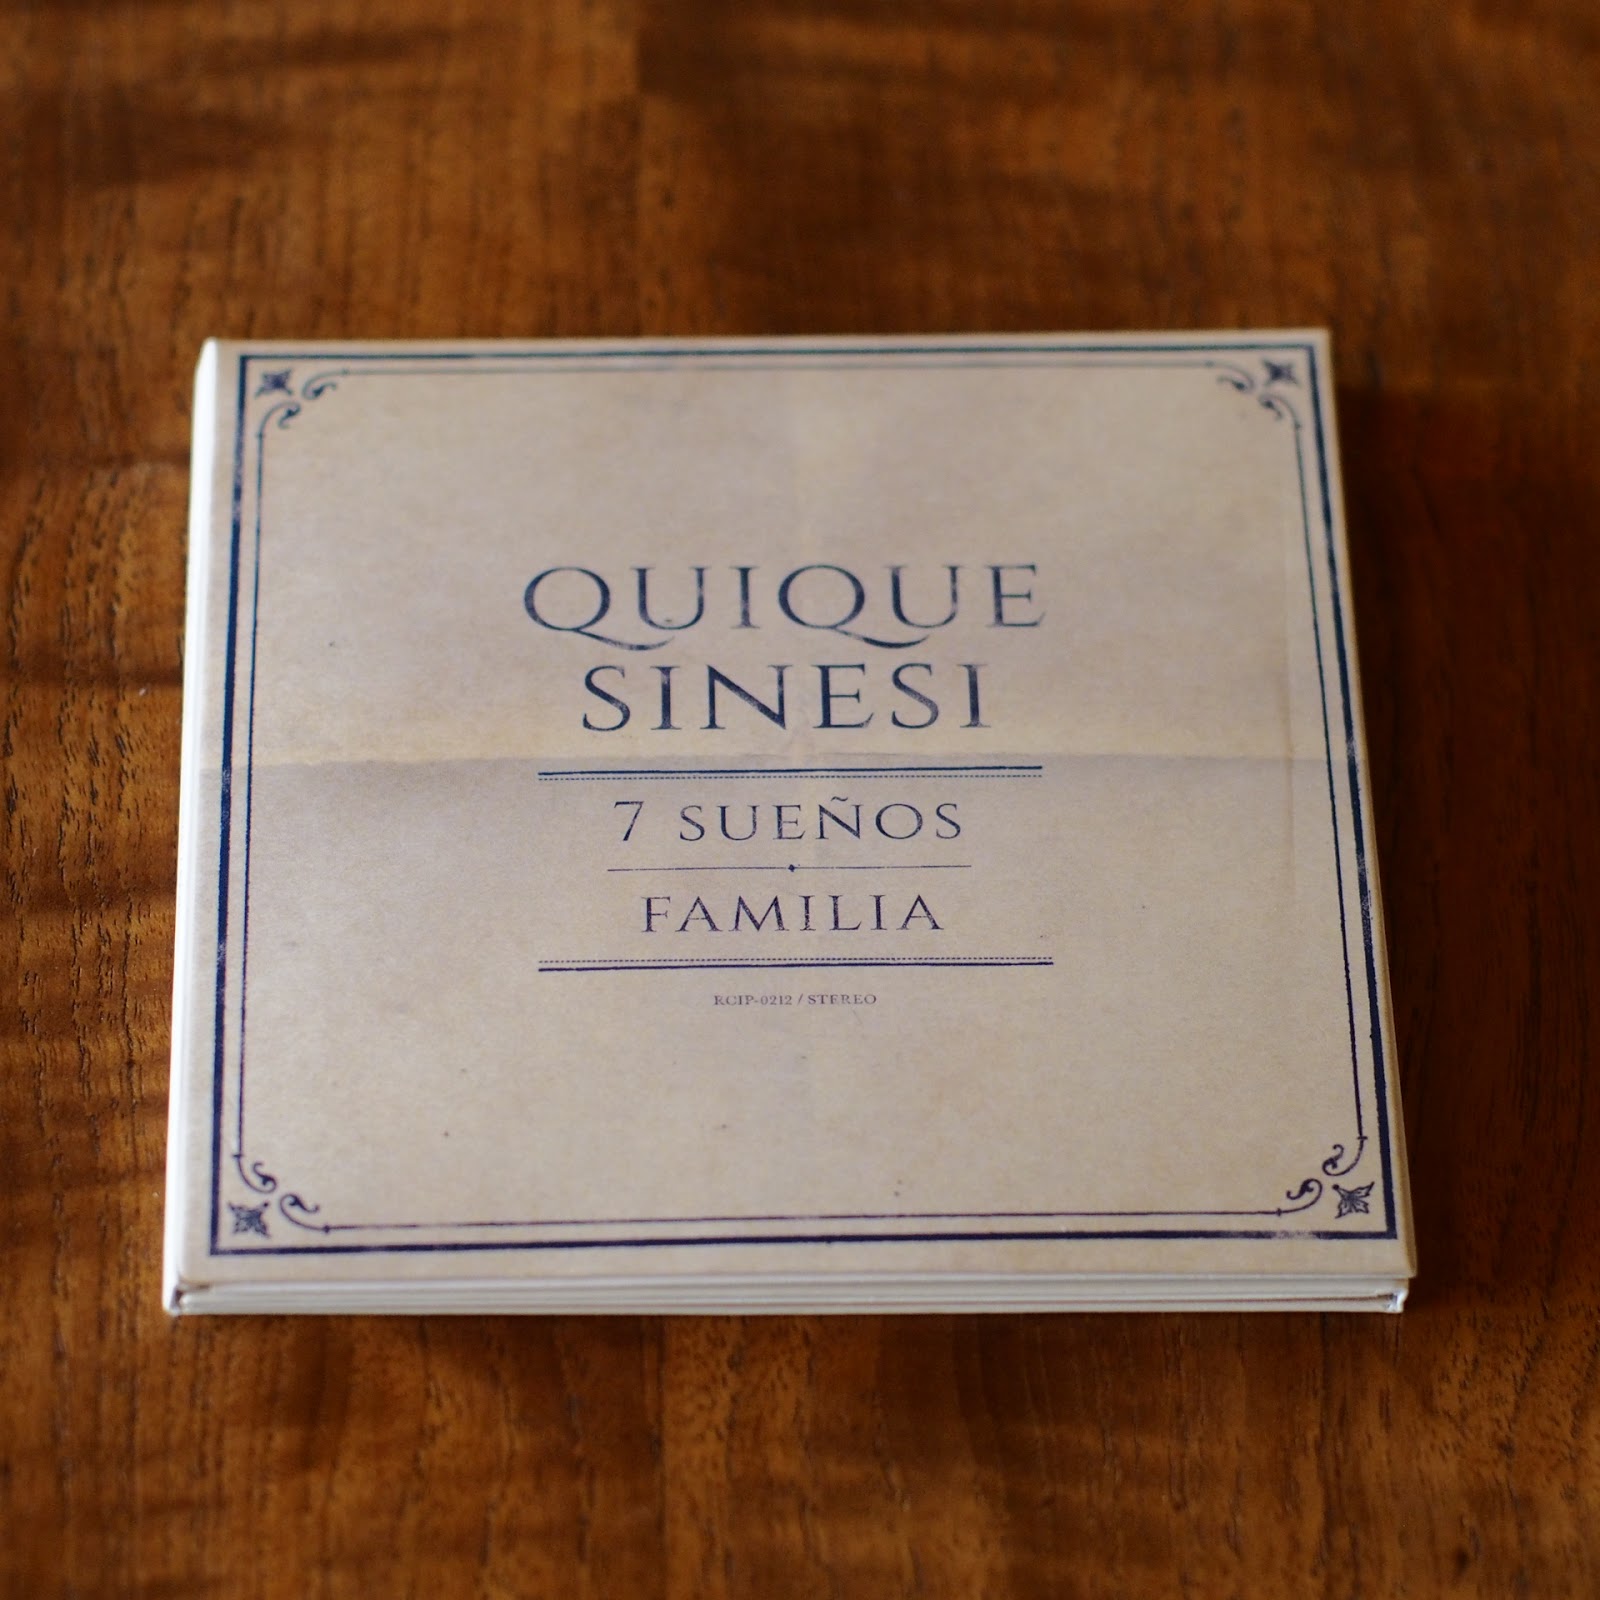 QUIQUE
SINESI
7 SUEÑOS
FAMILIA
RCIP-0212 / STEREO